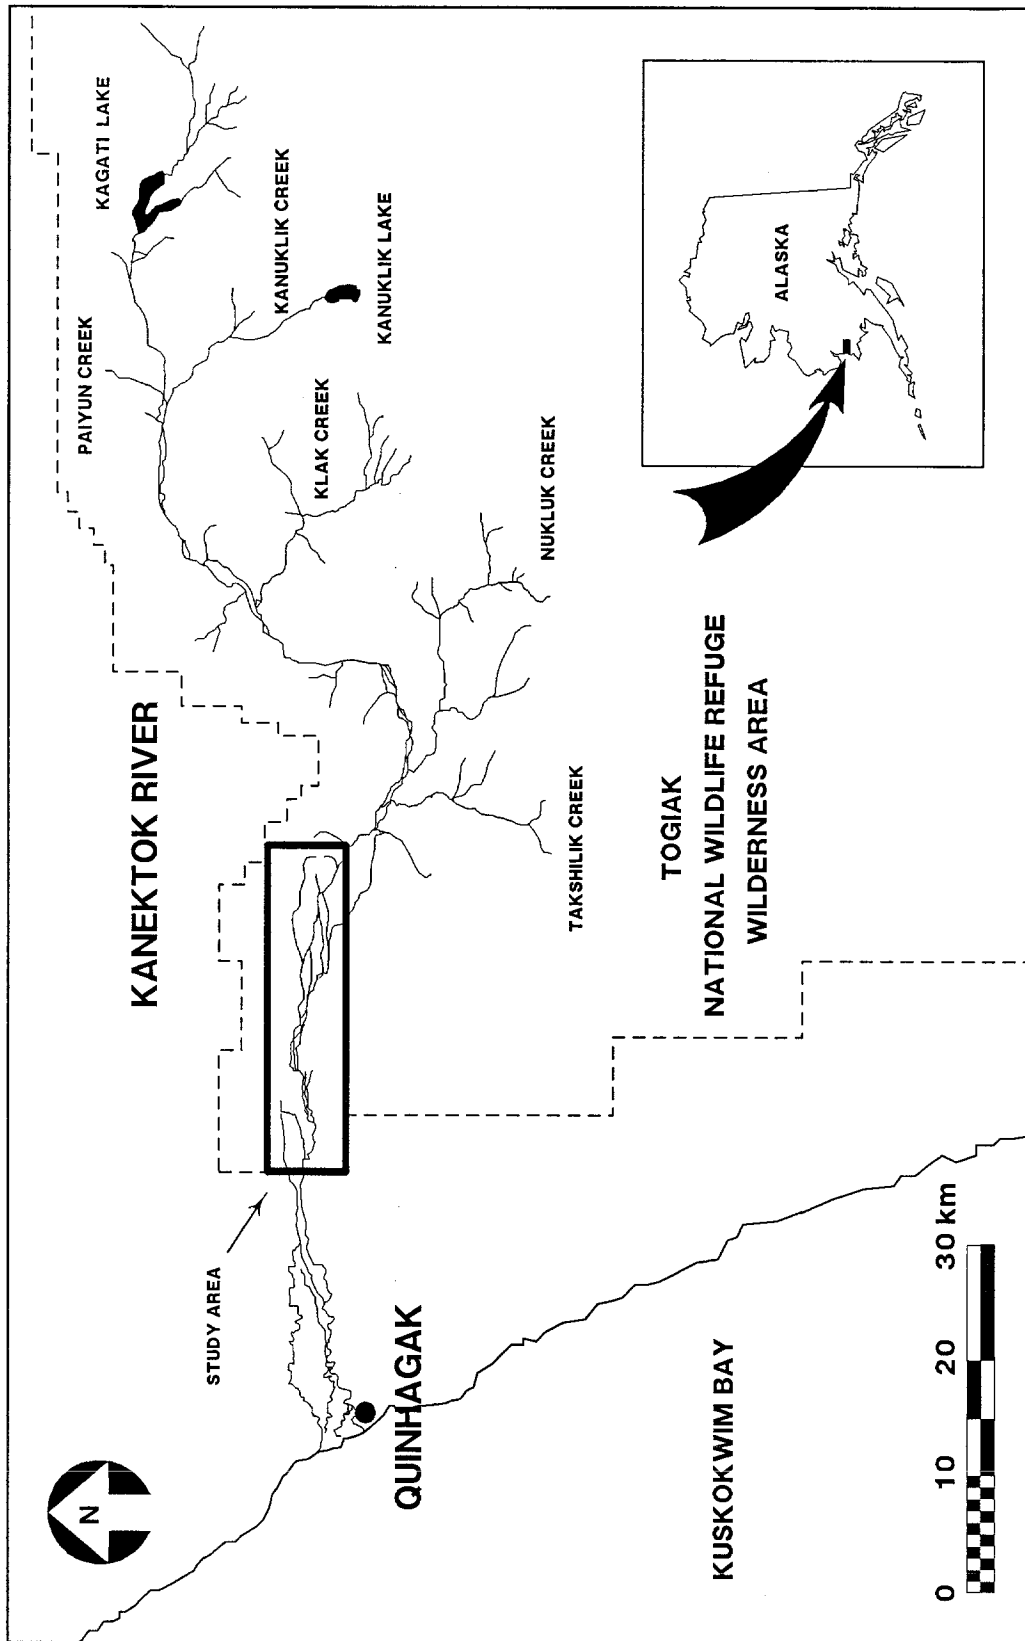 KAGATI LAKE
KANUKLIK CREEK
KANUKLIK LAKE
PAIYUN CREEK
KLAK CREEK
NUKLUK CREEK
ALASKA
KANEKTOK RIVER
TAKSHILIK CREEK
TOGIAK
NATIONAL WILDLIFE REFUGE
WILDERNESS AREA
STUDY AREA
QUINHAGAK
KUSKOKWIM BAY
N
0 10 20 30 km